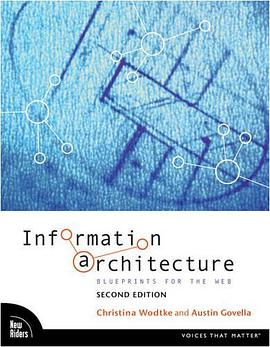 Information
architecture
BLUEPRINTS FOR THE WEB
SECOND EDITION
Christina Wodtke and Austin Govella
New
Riders
VOICES THAT MATTER®